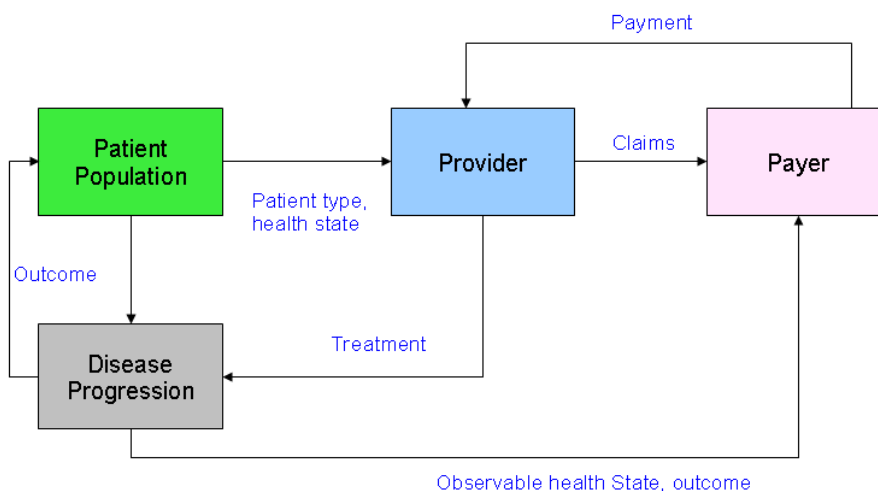 Payment
Patient
Population
Provider
Claims
Payer
Patient type,
health state
Outcome
Disease
Progression
Treatment
Observable health State, outcome